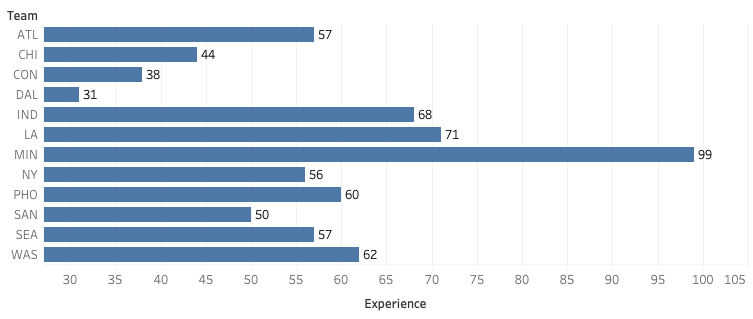 Team
ATL 57
CHI 44
CON 38
DAL 31
IND 68
LA 71
MIN 99
NY 56
PHO 60
SAN 50
SEA 57
WAS 62
30 35 40 45 50 55 60 65 70 75 80 85 90 95 100 105
Experience